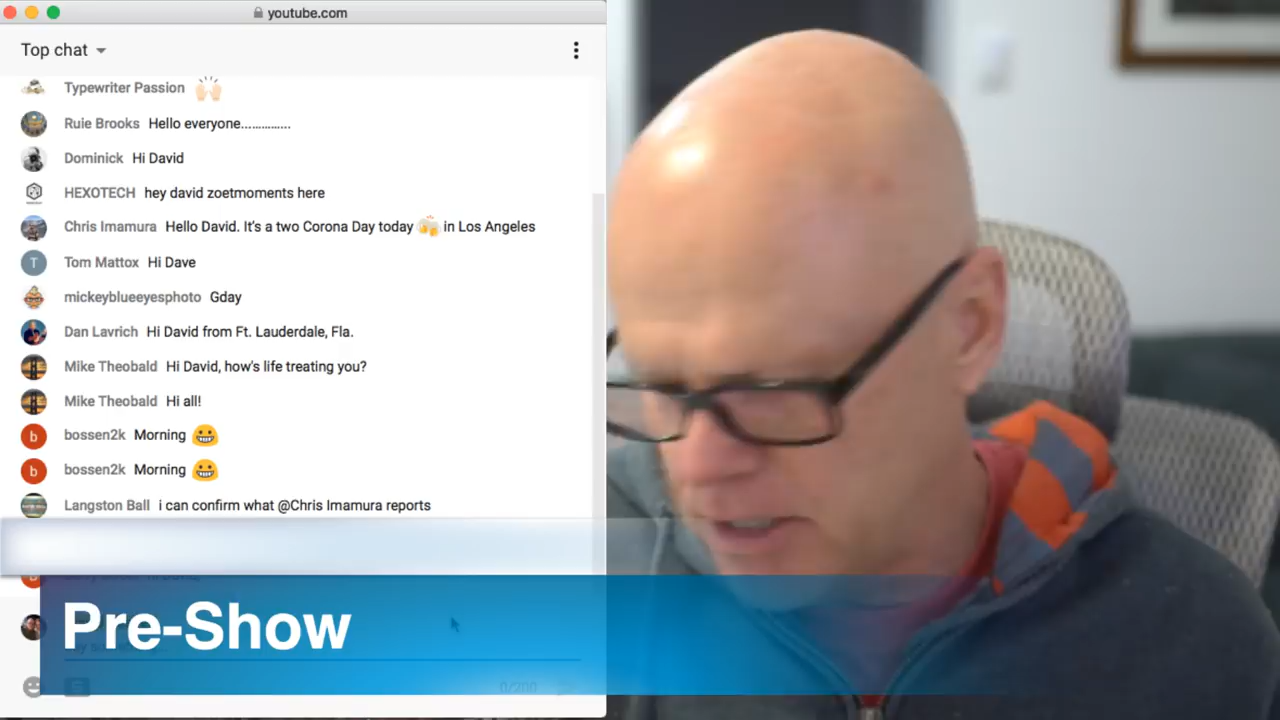 youtube.com
Top chat
Typewriter Passion
Ruie Brooks Hello everyone..............
Dominick Hi David
HEXOTECH hey david zoetmoments here
Chris Imamura Hello David. It's a two Corona Day today 🍻 in Los Angeles
T Tom Mattox Hi Dave
mickeyblueeyesphoto Gday
Dan Lavrich Hi David from Ft. Lauderdale, Fla.
Mike Theobald Hi David, how's life treating you?
Mike Theobald Hi all!
b bossen2k Morning 😀
b bossen2k Morning 😀
Langston Ball i can confirm what @Chris Imamura reports
Pre-Show
0/200